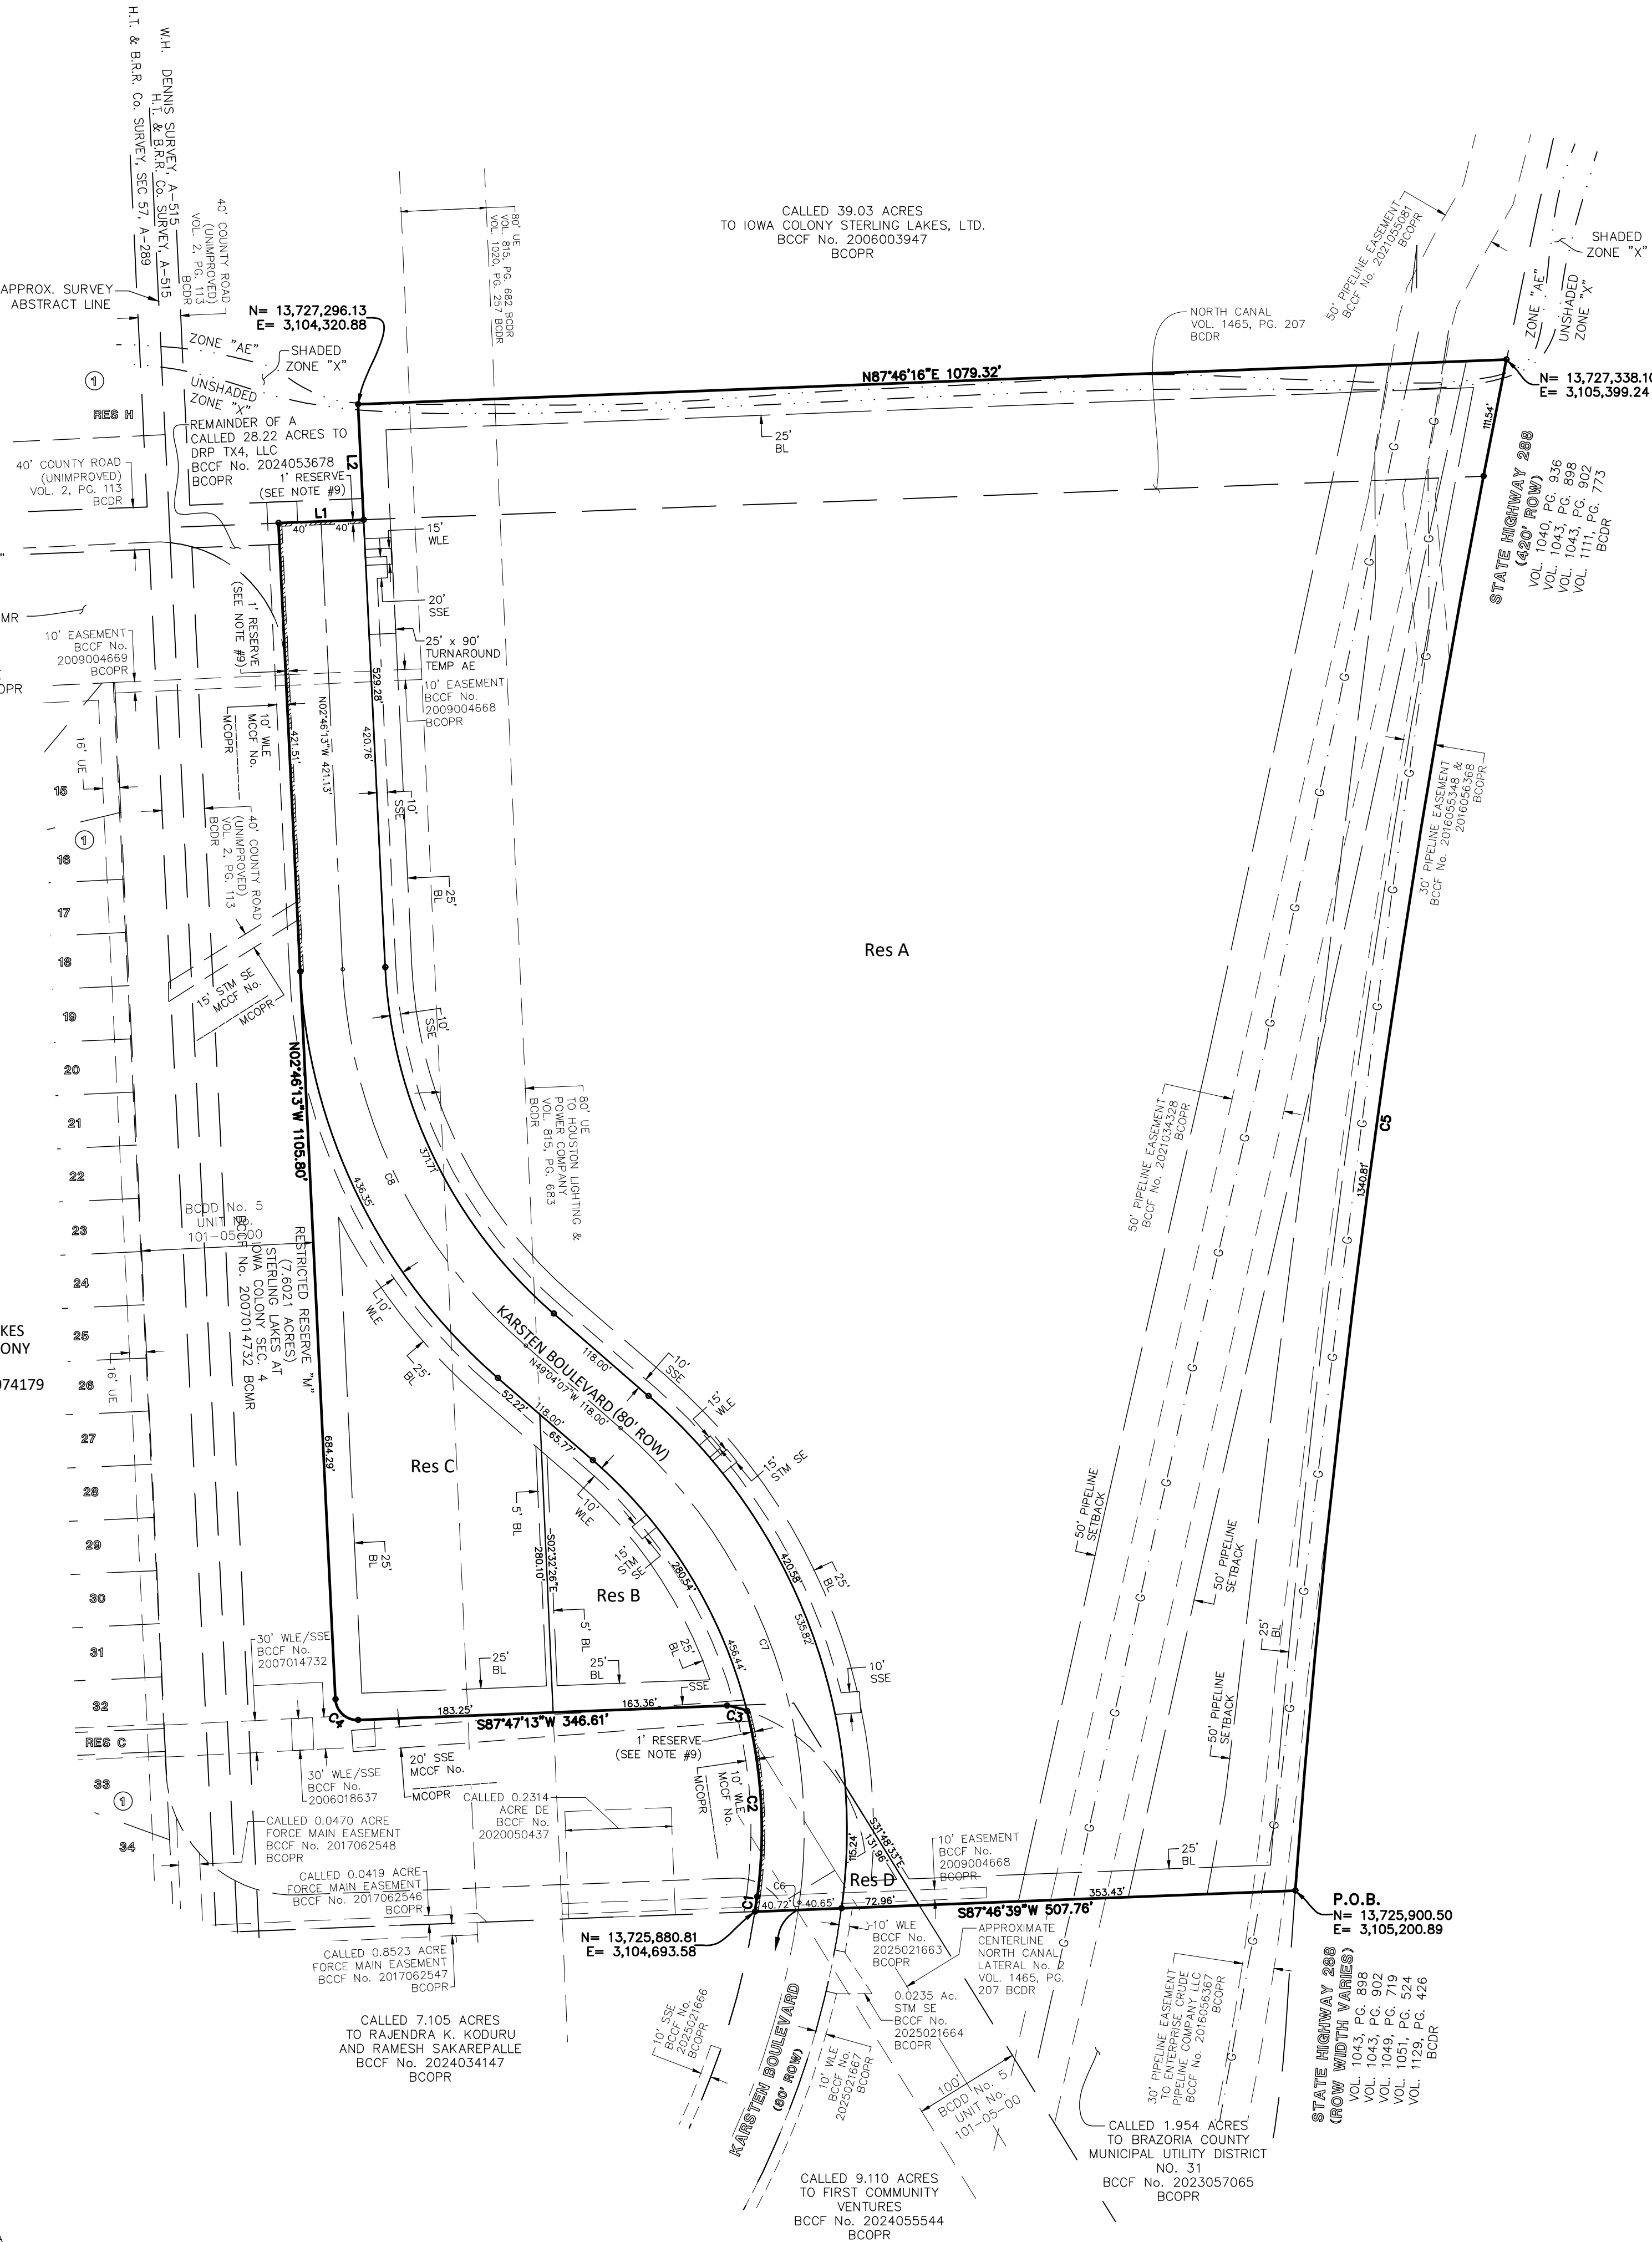 H.T. & B.R.R. Co. SURVEY, SEC 57, A-289
W.H. DENNIS SURVEY, A-515
H.T. & B.R.R. Co. SURVEY, A-515
40' COUNTY ROAD
(UNIMPROVED)
VOL. 2, PG. 113
BCDR
APPROX. SURVEY
ABSTRACT LINE
N= 13,727,296.13
E= 3,104,320.88
ZONE "AE"
SHADED
ZONE "X"
UNSHADED
ZONE "X"
80' UE
VOL. 815, PG. 682 BCDR
VOL. 1020, PG. 257 BCDR
CALLED 39.03 ACRES
TO IOWA COLONY STERLING LAKES, LTD.
BCCF No. 2006003947
BCOPR
50' PIPELINE EASEMENT
BCCF No. 2021055081
BCOPR
NORTH CANAL
VOL. 1465, PG. 207
BCDR
SHADED
ZONE "X"
ZONE "AE"
UNSHADED
ZONE "X"
N87°46'16"E 1079.32'
N= 13,727,338.10
E= 3,105,399.24
111.54'
25'
BL
1
RES H
REMAINDER OF A
CALLED 28.22 ACRES TO
DRP TX4, LLC
BCCF No. 2024053678
BCOPR
1' RESERVE
(SEE NOTE #9)
40' COUNTY ROAD
(UNIMPROVED)
VOL. 2, PG. 113
BCDR
L2
L1
40'
40'
15'
WLE
20'
SSE
25' x 90'
TURNAROUND
TEMP AE
10' EASEMENT
BCCF No.
2009004668
BCOPR
STATE HIGHWAY 288
(420' ROW)
VOL. 1040, PG. 936
VOL. 1043, PG. 898
VOL. 1043, PG. 902
VOL. 1111, PG. 773
BCDR
MR
OPR
10' EASEMENT
BCCF No.
2009004669
BCOPR
1' RESERVE
(SEE NOTE #9)
10' WLE
MCCF No.
MCOPR
421.51'
N02°46'13"W 421.13'
529.28'
420.76'
10'
SSE
25'
BL
30' PIPELINE EASEMENT
BCCF No. 2016055348 &
2016056368
BCOPR
16' UE
15
1
16
17
18
19
20
21
22
23
24
25
26
27
28
29
30
31
32
RES C
33
1
34
40' COUNTY ROAD
(UNIMPROVED)
VOL. 2, PG. 113
BCDR
15' STM SE
MCCF No.
MCOPR
Res A
10'
SSE
N02°46'13"W 1105.80'
80' UE
TO HOUSTON LIGHTING &
POWER COMPANY
VOL. 815, PG. 683
BCDR
50' PIPELINE EASEMENT
BCCF No. 2021034328
BCOPR
C5
1340.81'
371.71'
C8
436.35'
BCDD No. 5
UNIT No.
101-05-00
RESTRICTED RESERVE "M"
(7.6021 ACRES)
STERLING LAKES AT
IOWA COLONY SEC. 4
BCCF No. 2007014732 BCMR
10'
WLE
25'
BL
KES
ONY
074179
16' UE
KARSTEN BOULEVARD (80' ROW)
N49°04'07"W 118.00'
118.00'
10'
SSE
15'
WLE
15'
STM SE
52.22'
118.00'
65.77'
684.29'
Res C
10'
WLE
5' BL
S02°32'26"E
280.10'
15'
STM SE
280.54'
Res B
5' BL
25'
BL
25'
BL
25'
BL
25'
BL
456.44'
C7
420.58'
535.82'
25'
BL
10'
SSE
50' PIPELINE
SETBACK
50' PIPELINE
SETBACK
50' PIPELINE
SETBACK
25'
BL
30' WLE/SSE
BCCF No.
2007014732
C4
183.25'
163.36'
SSE
S87°47'13"W 346.61'
C3
1' RESERVE
(SEE NOTE #9)
30' WLE/SSE
BCCF No.
2006018637
20' SSE
MCCF No.
MCOPR
10' WLE
MCCF No.
MCOPR
C2
CALLED 0.2314
ACRE DE
BCCF No.
2020050437
CALLED 0.0470 ACRE
FORCE MAIN EASEMENT
BCCF No. 2017062548
BCOPR
CALLED 0.0419 ACRE
FORCE MAIN EASEMENT
BCCF No. 2017062546
BCOPR
115.24'
S31°48'33"E
131.96'
10' EASEMENT
BCCF No.
2009004668
BCOPR
25'
BL
Res D
C1
C6
40.72'
40.65'
72.96'
353.43'
S87°46'39"W 507.76'
P.O.B.
N= 13,725,900.50
E= 3,105,200.89
N= 13,725,880.81
E= 3,104,693.58
CALLED 0.8523 ACRE
FORCE MAIN EASEMENT
BCCF No. 2017062547
BCOPR
10' WLE
BCCF No.
2025021663
BCOPR
APPROXIMATE
CENTERLINE
NORTH CANAL
LATERAL No. 2
VOL. 1465, PG.
207 BCDR
0.0235 Ac.
STM SE
BCCF No.
2025021664
BCOPR
CALLED 7.105 ACRES
TO RAJENDRA K. KODURU
AND RAMESH SAKAREPALLE
BCCF No. 2024034147
BCOPR
10' SSE
BCCF No.
2025021666
BCOPR
KARSTEN BOULEVARD
(80' ROW)
10' WLE
BCCF No.
2025021667
BCOPR
100'
BCDD No. 5
UNIT No.
101-05-00
30' PIPELINE EASEMENT
TO ENTERPRISE CRUDE
PIPELINE COMPANY LLC
BCCF No. 2016056367
BCOPR
STATE HIGHWAY 288
(ROW WIDTH VARIES)
VOL. 1043, PG. 898
VOL. 1043, PG. 902
VOL. 1049, PG. 719
VOL. 1051, PG. 524
VOL. 1129, PG. 426
BCDR
CALLED 1.954 ACRES
TO BRAZORIA COUNTY
MUNICIPAL UTILITY DISTRICT
NO. 31
BCCF No. 2023057065
BCOPR
CALLED 9.110 ACRES
TO FIRST COMMUNITY
VENTURES
BCCF No. 2024055544
BCOPR